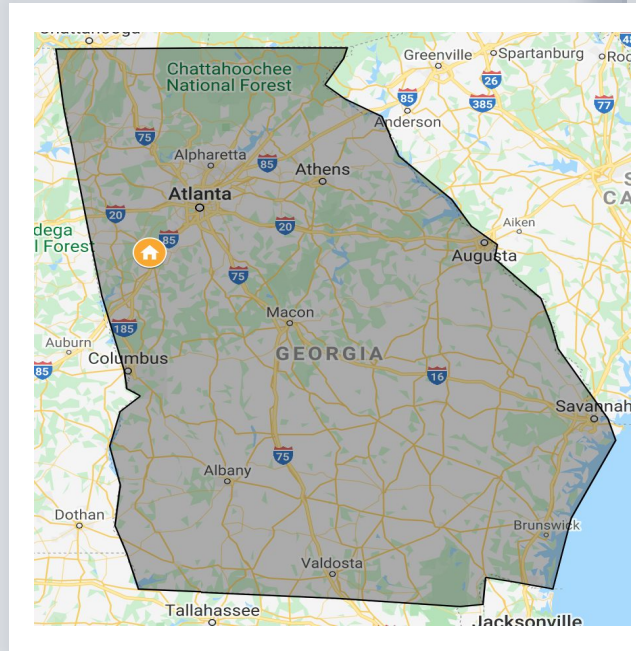 Chattanooga
Greenville
Spartanburg
Roc
Chattahoochee
National Forest
26
85
385
77
Anderson
75
Alpharetta
85
Athens
Atlanta
S
CA
20
20
Aiken
dega
l Forest
85
Augusta
75
Macon
185
Auburn
GEORGIA
Columbus
85
16
Savannah
75
Albany
Dothan
Brunswick
Valdosta
Tallahassee
Jacksonville